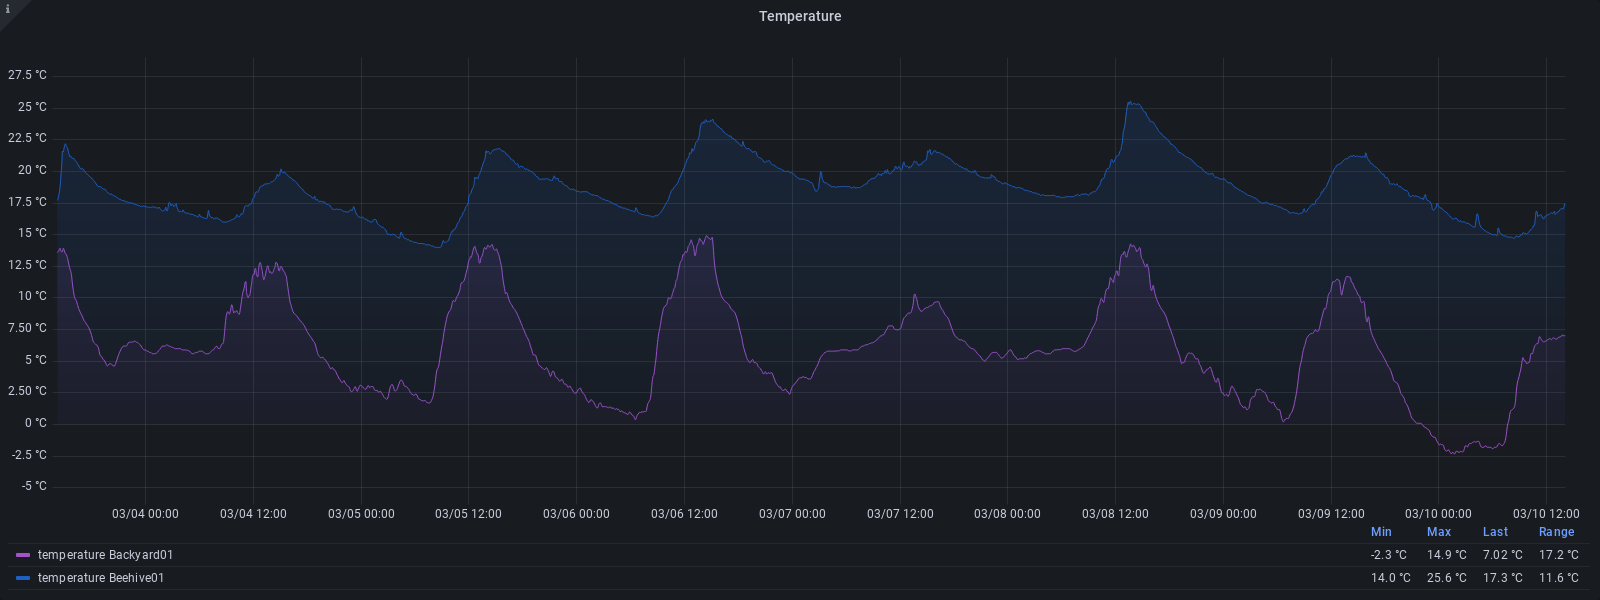 i
Temperature
27.5 °C
25 °C
22.5 °C
20 °C
17.5 °C
15 °C
12.5 °C
10 °C
7.50 °C
5 °C
2.50 °C
0 °C
-2.5 °C
-5 °C
03/04 00:00 03/04 12:00 03/05 00:00 03/05 12:00 03/06 00:00 03/06 12:00 03/07 00:00 03/07 12:00 03/08 00:00 03/08 12:00 03/09 00:00 03/09 12:00 03/10 00:00 03/10 12:00
Min Max Last Range
temperature Backyard01 -2.3 °C 14.9 °C 7.02 °C 17.2 °C
temperature Beehive01 14.0 °C 25.6 °C 17.3 °C 11.6 °C